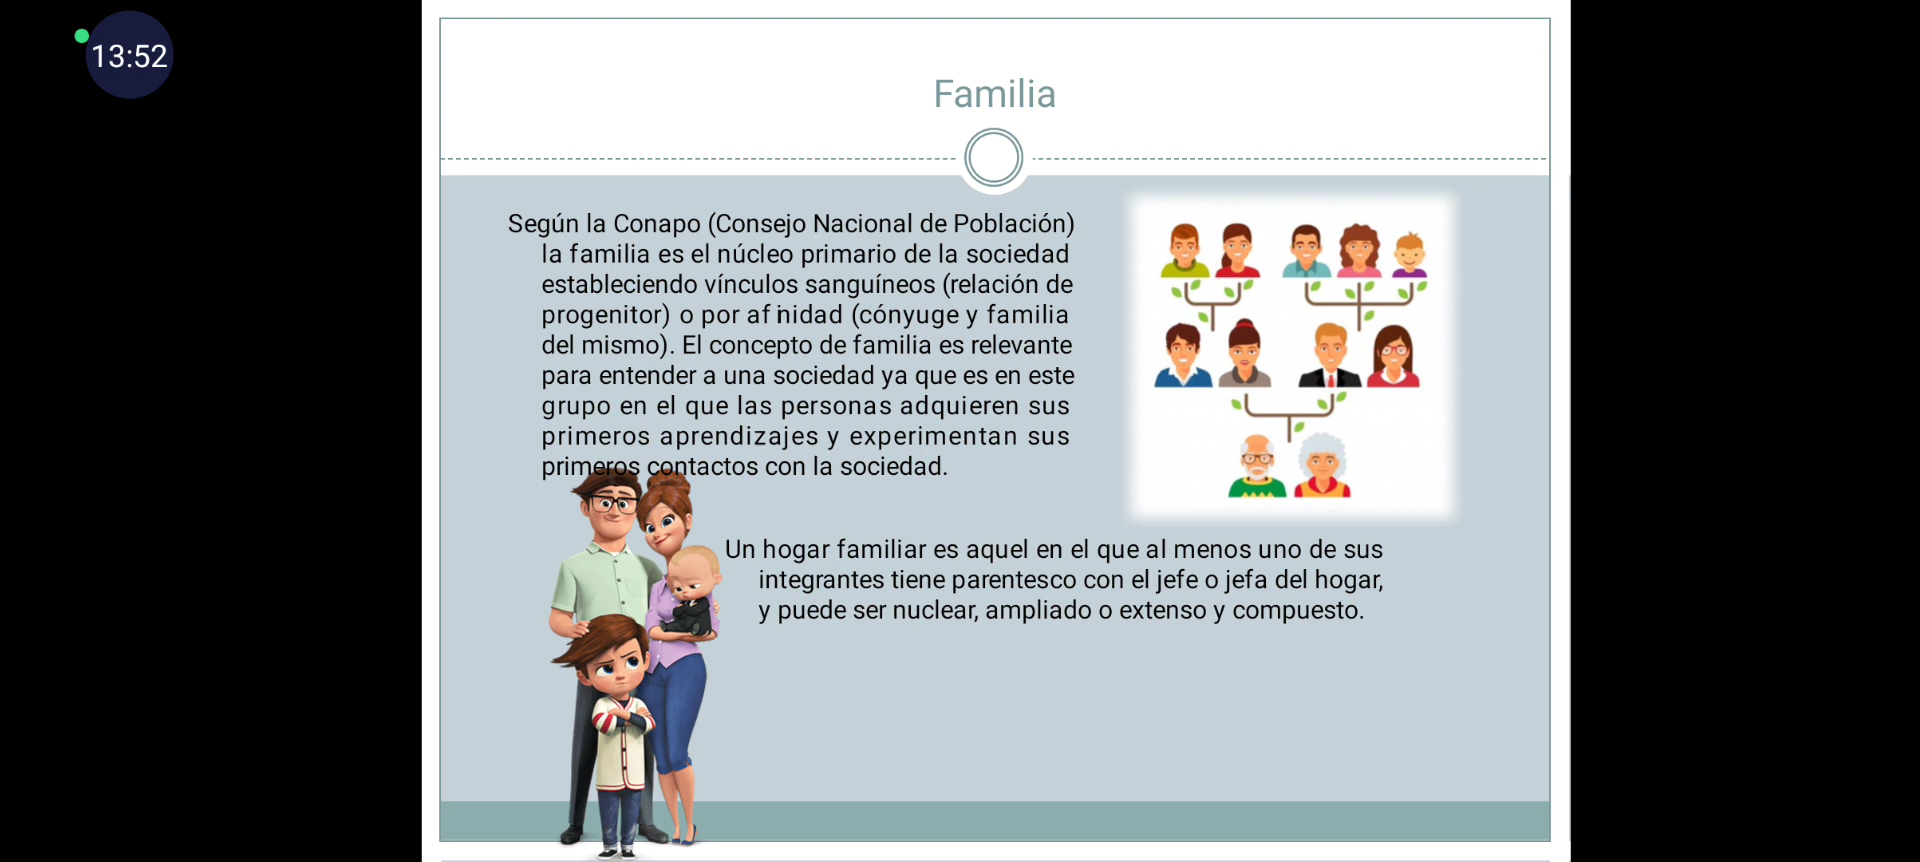 13:52
Familia
Según la Conapo (Consejo Nacional de Población)
la familia es el núcleo primario de la sociedad
estableciendo vínculos sanguíneos (relación de
progenitor) o por afinidad (cónyuge y familia
del mismo). El concepto de familia es relevante
para entender a una sociedad ya que es en este
grupo en el que las personas adquieren sus
primeros aprendizajes y experimentan sus
primeros contactos con la sociedad.
Un hogar familiar es aquel en el que al menos uno de sus
integrantes tiene parentesco con el jefe o jefa del hogar,
y puede ser nuclear, ampliado o extenso y compuesto.